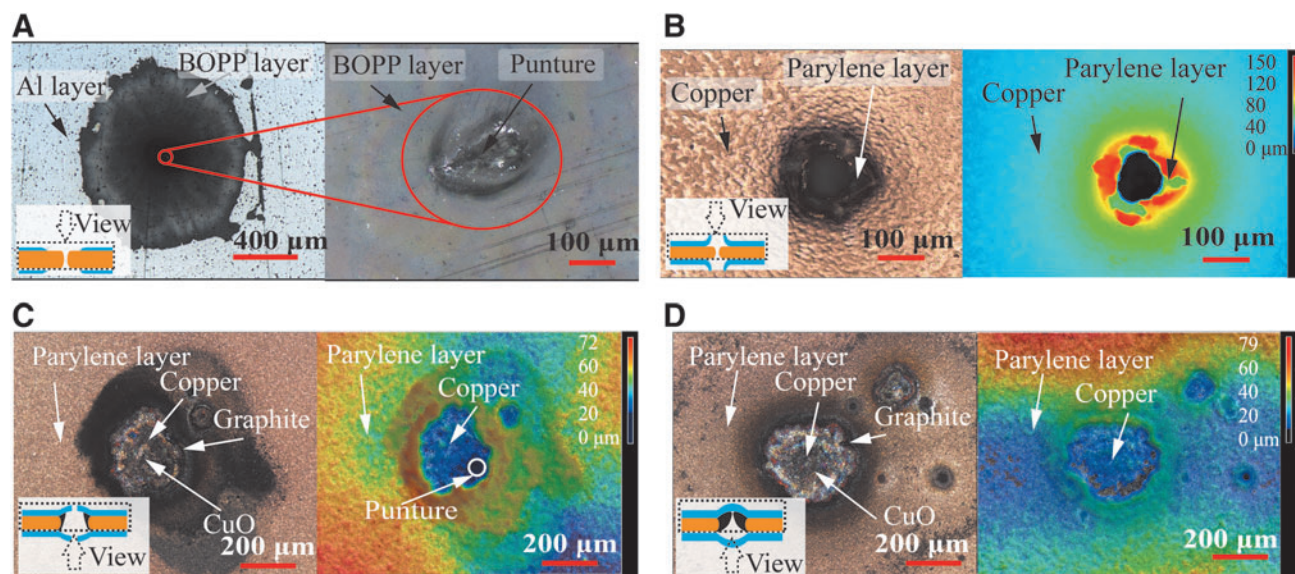 A
BOPP layer
Al layer
400 μm
View
BOPP layer
Punture
100 μm
B
Parylene layer
Copper
View
100 μm
Parylene layer
Copper
150
120
80
40
0 μm
100 μm
C
Parylene layer
Copper
Graphite
CuO
View
200 μm
Parylene layer
Copper
Punture
72
60
40
20
0 μm
200 μm
D
Parylene layer
Copper
Graphite
CuO
View
200 μm
Parylene layer
Copper
79
60
40
20
0 μm
200 μm